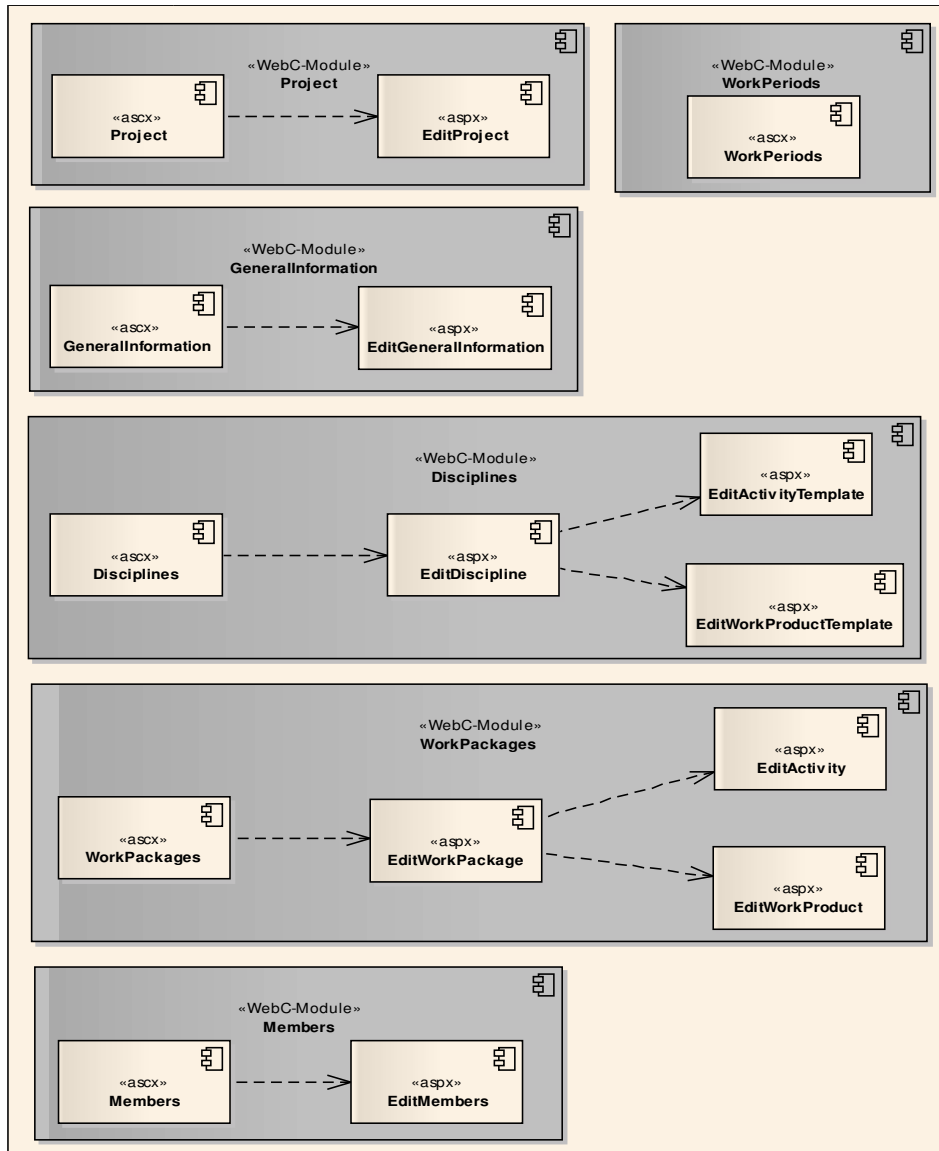 «WebC-Module»
Project
«ascx»
Project
«aspx»
EditProject
«WebC-Module»
WorkPeriods
«ascx»
WorkPeriods
«WebC-Module»
GeneralInformation
«ascx»
GeneralInformation
«aspx»
EditGeneralInformation
«WebC-Module»
Disciplines
«ascx»
Disciplines
«aspx»
EditDiscipline
«aspx»
EditActivityTemplate
«aspx»
EditWorkProductTemplate
«WebC-Module»
WorkPackages
«ascx»
WorkPackages
«aspx»
EditWorkPackage
«aspx»
EditActivity
«aspx»
EditWorkProduct
«WebC-Module»
Members
«ascx»
Members
«aspx»
EditMembers